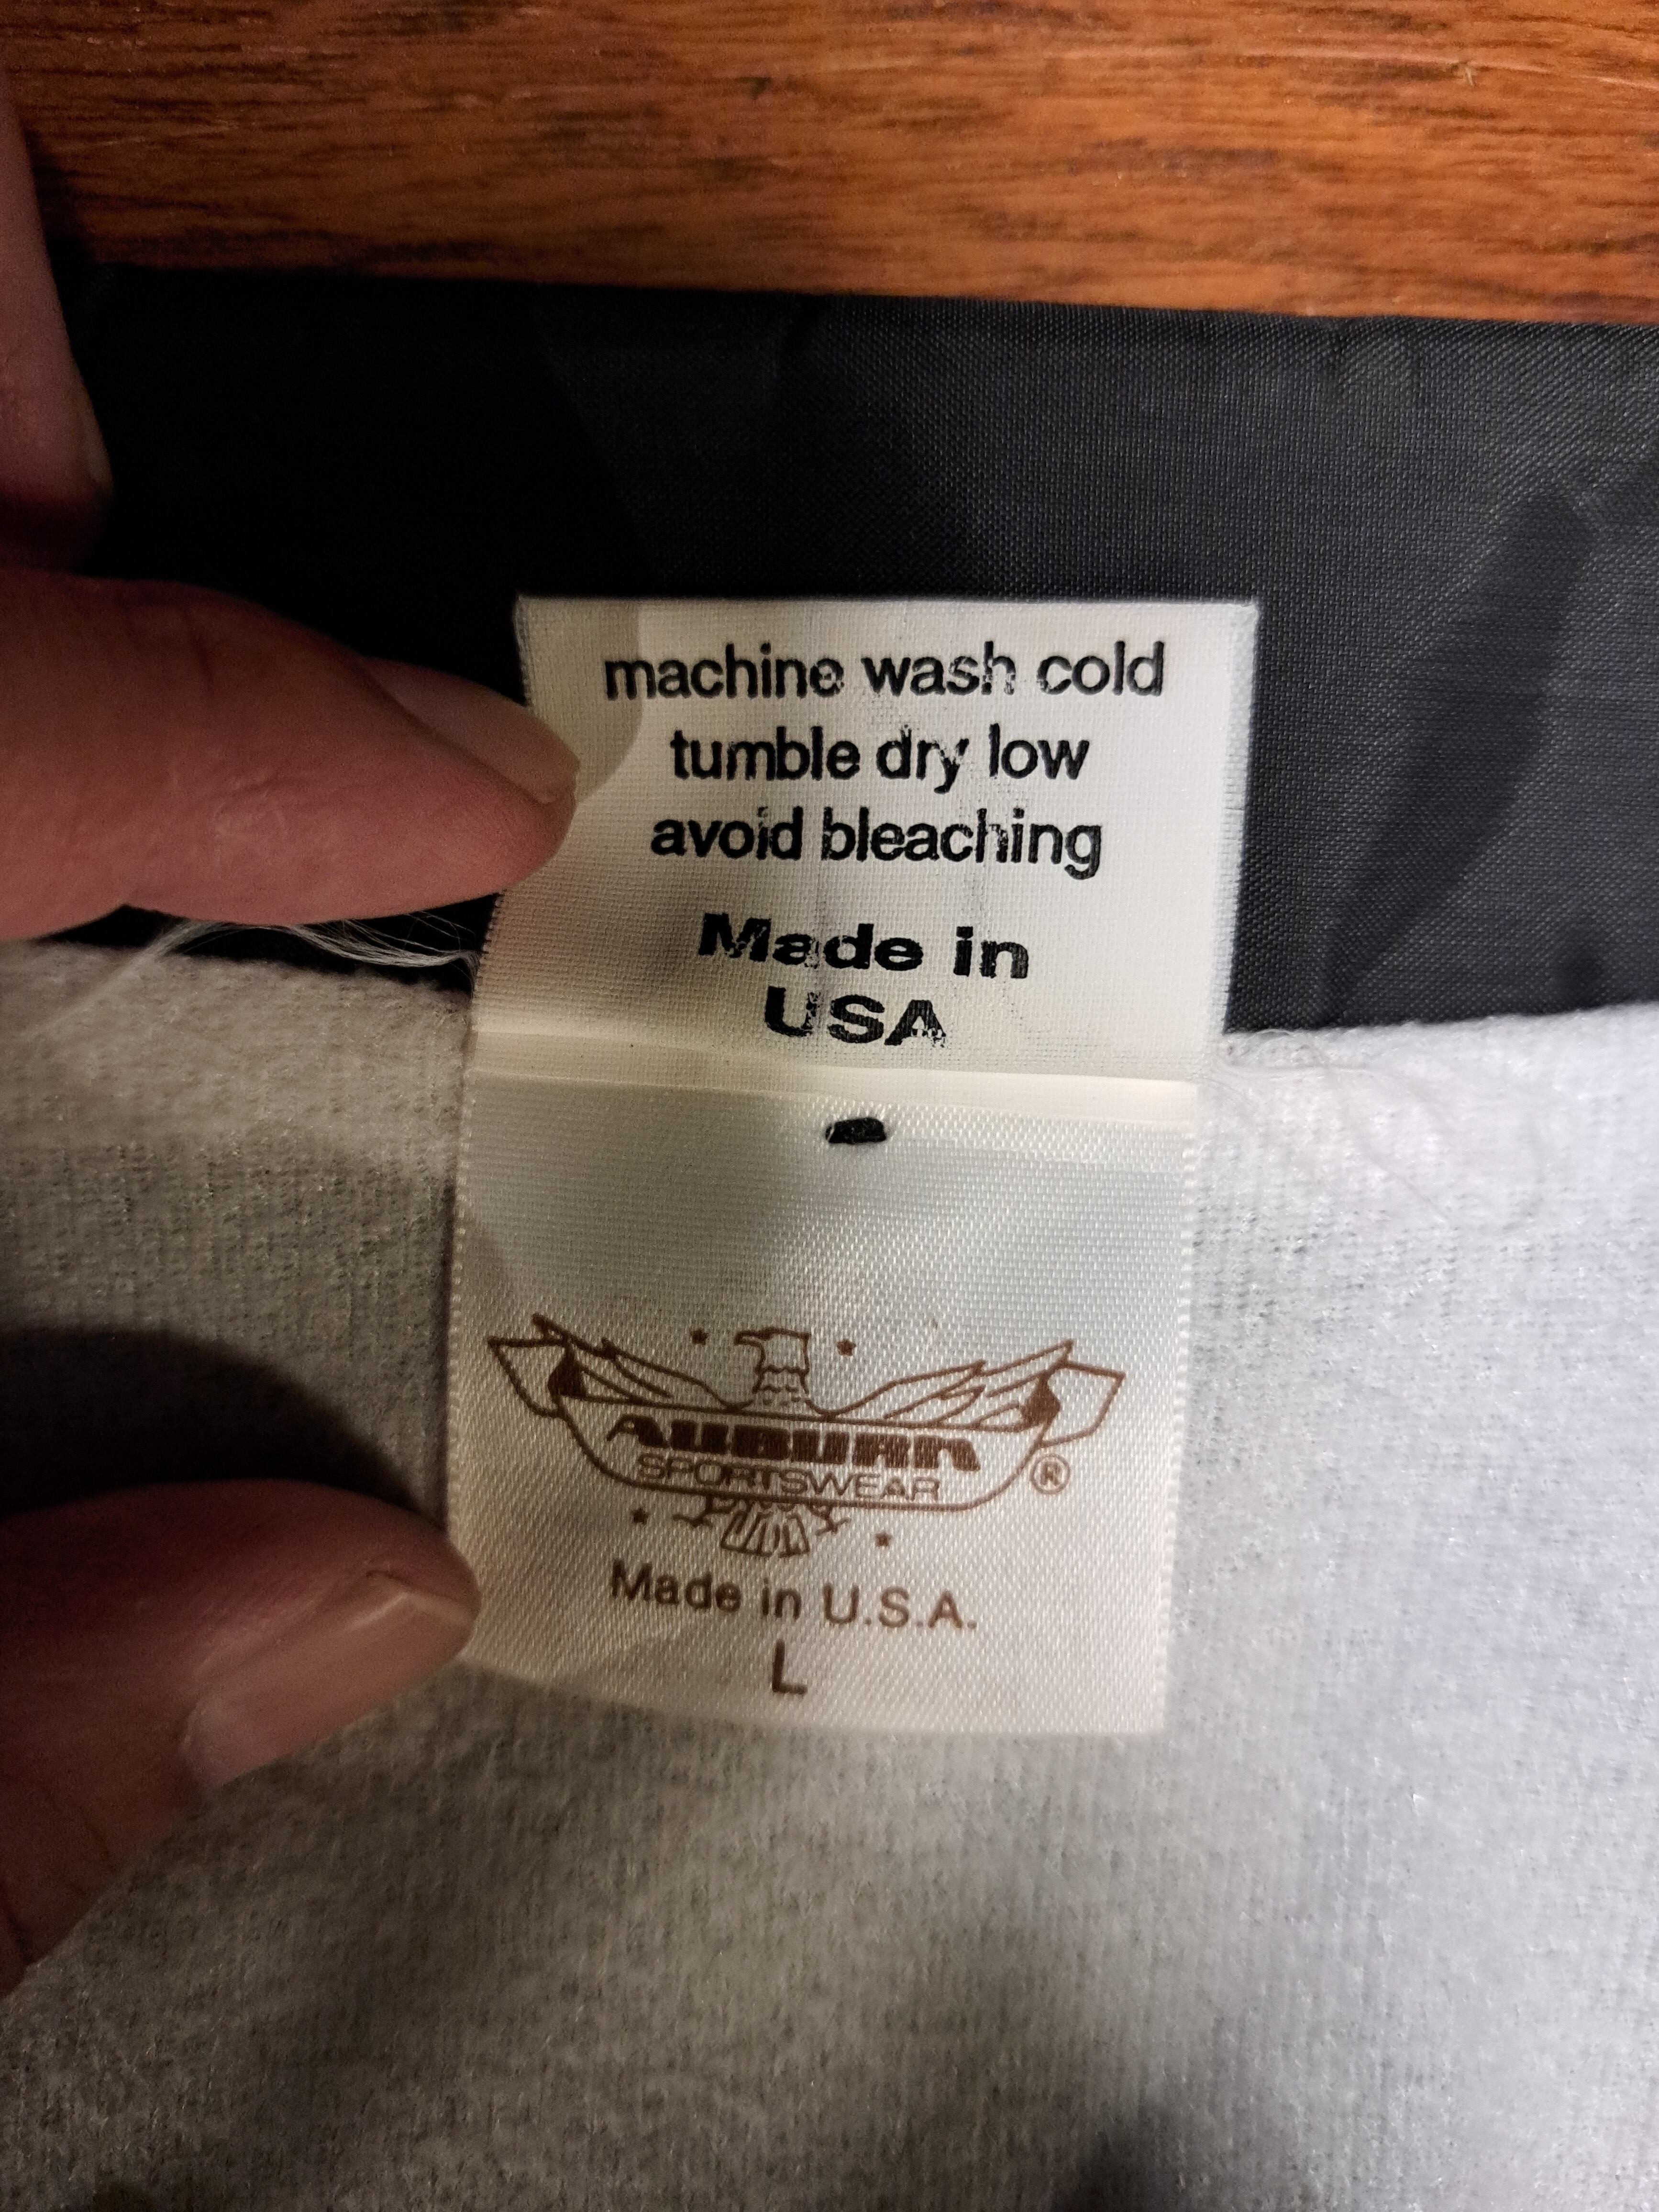 machine wash cold
tumble dry low
avoid bleaching
Made in
USA
AUBURN
SPORTSWEAR
®
Made in U.S.A.
L